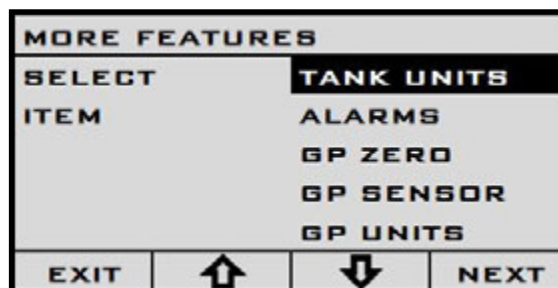 MORE FEATURES
SELECT TANK UNITS
ITEM ALARMS
GP ZERO
GP SENSOR
GP UNITS
EXIT NEXT